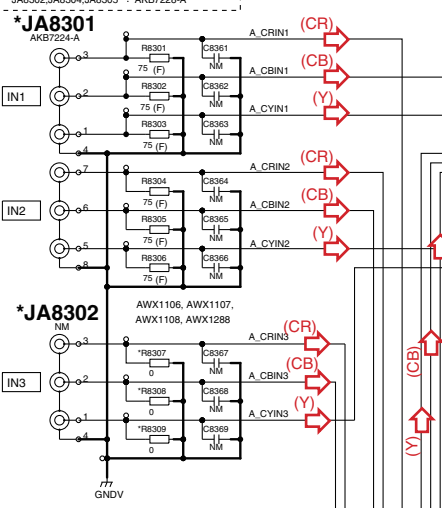 JA8302,JA8304,JA8305 : AKB7228-A
*JA8301
AKB7224-A
IN1
3
2
1
4
R8301
75 (F)
R8302
75 (F)
R8303
75 (F)
C8361
NM
C8362
NM
C8363
NM
A_CRIN1
(CR)
A_CBIN1
(CB)
A_CYIN1
(Y)
IN2
7
6
5
8
R8304
75 (F)
R8305
75 (F)
R8306
75 (F)
C8364
NM
C8365
NM
C8366
NM
A_CRIN2
(CR)
A_CBIN2
(CB)
A_CYIN2
(Y)
*JA8302
NM
AWX1106, AWX1107,
AWX1108, AWX1288
IN3
3
2
1
4
*R8307
0
*R8308
0
*R8309
0
C8367
NM
C8368
NM
C8369
NM
A_CRIN3
(CR)
A_CBIN3
(CB)
A_CYIN3
(Y)
(CB)
(Y)
GNDV